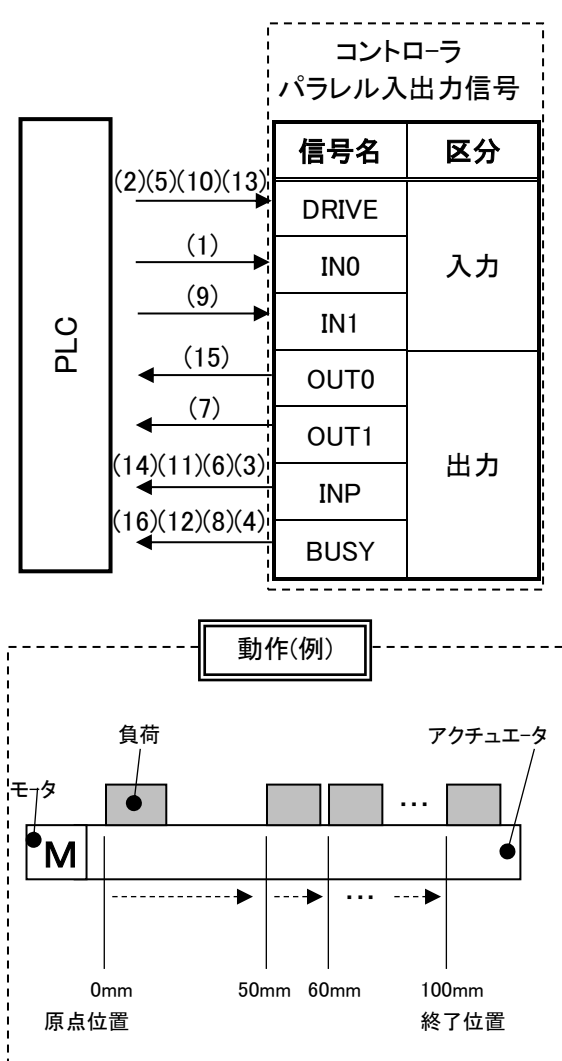 コントローラ
パラレル入出力信号
信号名 区分
(2)(5)(10)(13) DRIVE
(1) IN0 入力
(9) IN1
PLC
(15) OUT0
(7) OUT1
(14)(11)(6)(3) INP 出力
(16)(12)(8)(4) BUSY
動作(例)
負荷 アクチュエータ
モータ
...
M
...
0mm 50mm 60mm 100mm
原点位置 終了位置